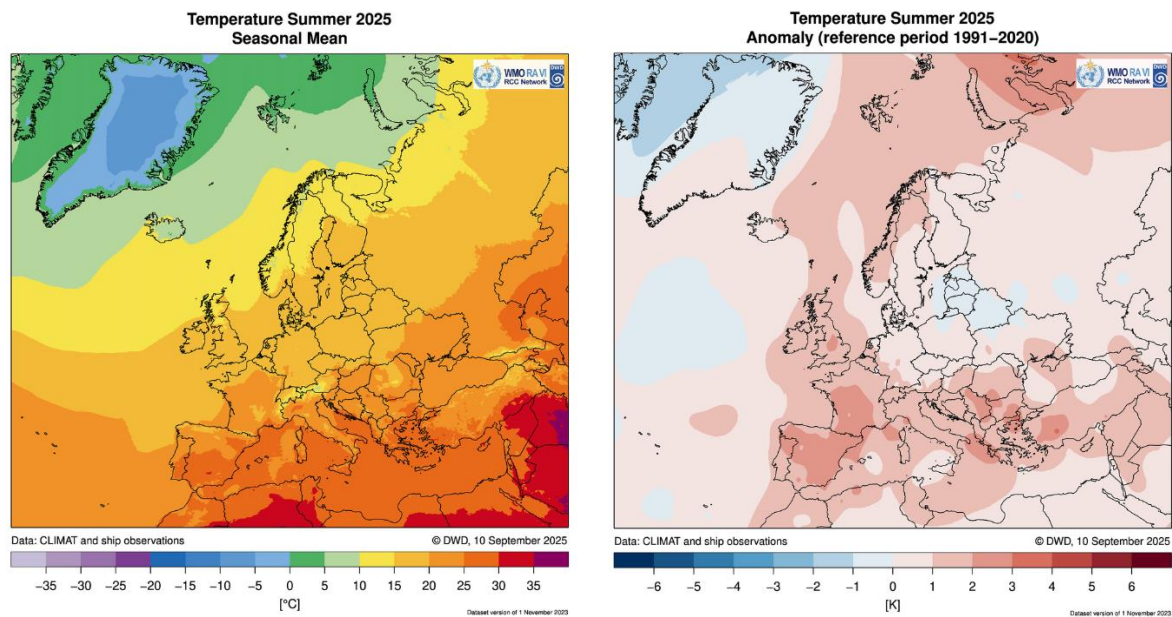 Temperature Summer 2025
Seasonal Mean
WMO RA VI
RCC Network
DWD
Data: CLIMAT and ship observations
© DWD, 10 September 2025
−35 −30 −25 −20 −15 −10 −5 0 5 10 15 20 25 30 35
[°C]
Dataset version of 1 November 2023
Temperature Summer 2025
Anomaly (reference period 1991−2020)
WMO RA VI
RCC Network
DWD
Data: CLIMAT and ship observations
© DWD, 10 September 2025
−6 −5 −4 −3 −2 −1 0 1 2 3 4 5 6
[K]
Dataset version of 1 November 2023